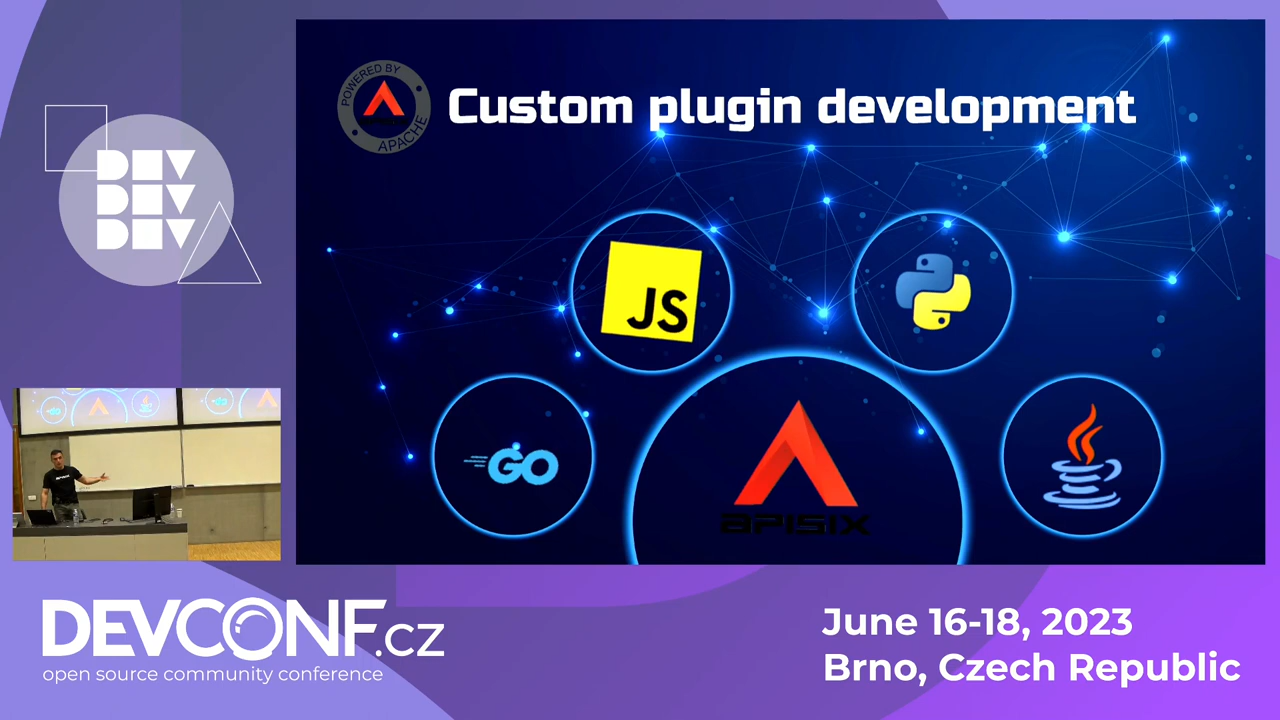 POWERED BY
APACHE
Custom plugin development
DEV
DEV
DEV
JS
GO
APISIX
DEVCONF.cz
open source community conference
June 16-18, 2023
Brno, Czech Republic